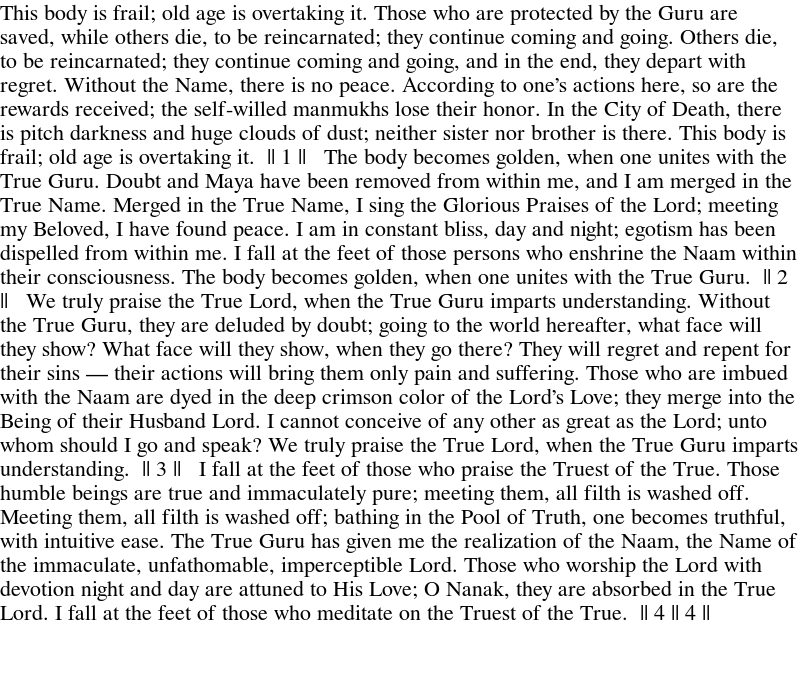 This body is frail; old age is overtaking it. Those who are protected by the Guru are
saved, while others die, to be reincarnated; they continue coming and going. Others die,
to be reincarnated; they continue coming and going, and in the end, they depart with
regret. Without the Name, there is no peace. According to one’s actions here, so are the
rewards received; the self-willed manmukhs lose their honor. In the City of Death, there
is pitch darkness and huge clouds of dust; neither sister nor brother is there. This body is
frail; old age is overtaking it. || 1 || The body becomes golden, when one unites with the
True Guru. Doubt and Maya have been removed from within me, and I am merged in the
True Name. Merged in the True Name, I sing the Glorious Praises of the Lord; meeting
my Beloved, I have found peace. I am in constant bliss, day and night; egotism has been
dispelled from within me. I fall at the feet of those persons who enshrine the Naam within
their consciousness. The body becomes golden, when one unites with the True Guru. || 2
|| We truly praise the True Lord, when the True Guru imparts understanding. Without
the True Guru, they are deluded by doubt; going to the world hereafter, what face will
they show? What face will they show, when they go there? They will regret and repent for
their sins — their actions will bring them only pain and suffering. Those who are imbued
with the Naam are dyed in the deep crimson color of the Lord’s Love; they merge into the
Being of their Husband Lord. I cannot conceive of any other as great as the Lord; unto
whom should I go and speak? We truly praise the True Lord, when the True Guru imparts
understanding. || 3 || I fall at the feet of those who praise the Truest of the True. Those
humble beings are true and immaculately pure; meeting them, all filth is washed off.
Meeting them, all filth is washed off; bathing in the Pool of Truth, one becomes truthful,
with intuitive ease. The True Guru has given me the realization of the Naam, the Name of
the immaculate, unfathomable, imperceptible Lord. Those who worship the Lord with
devotion night and day are attuned to His Love; O Nanak, they are absorbed in the True
Lord. I fall at the feet of those who meditate on the Truest of the True. || 4 || 4 ||